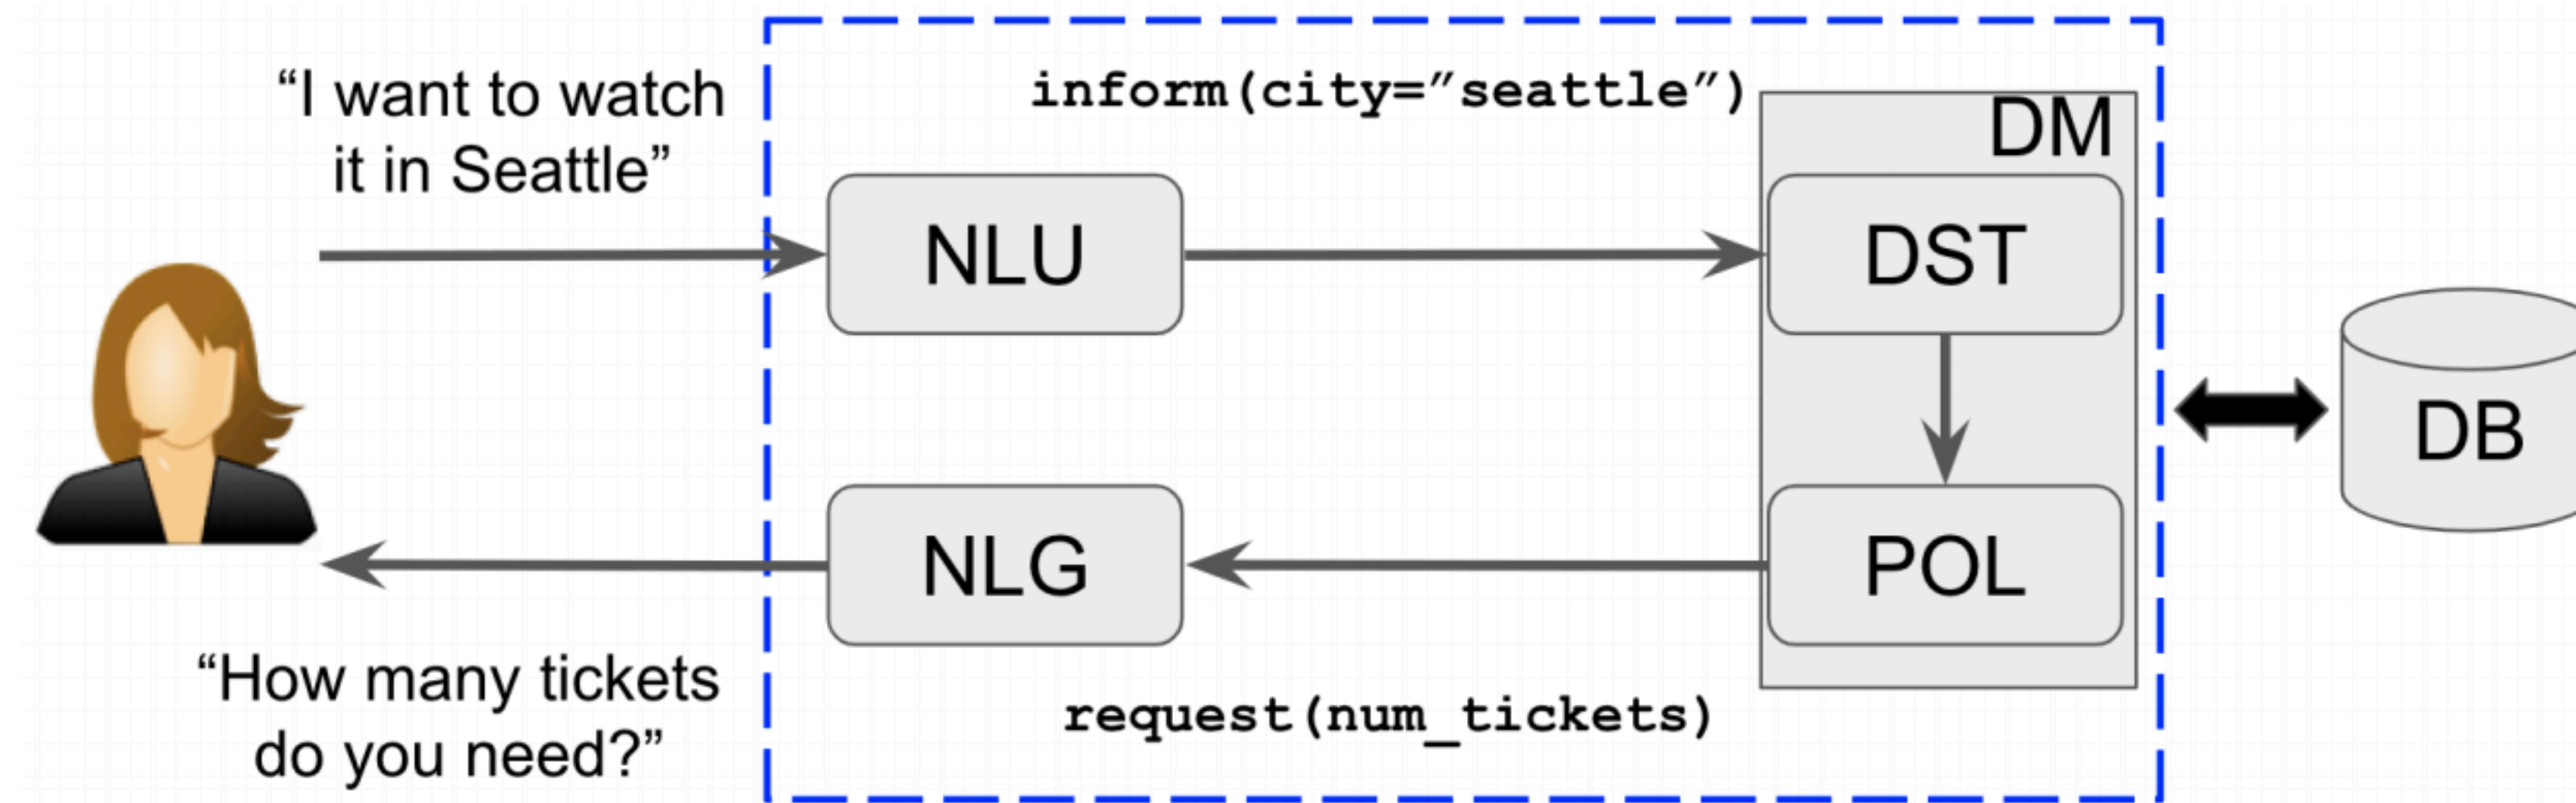 “I want to watch
it in Seattle”
inform(city=″seattle″)
DM
NLU
DST
DB
NLG
POL
“How many tickets
do you need?”
request(num_tickets)